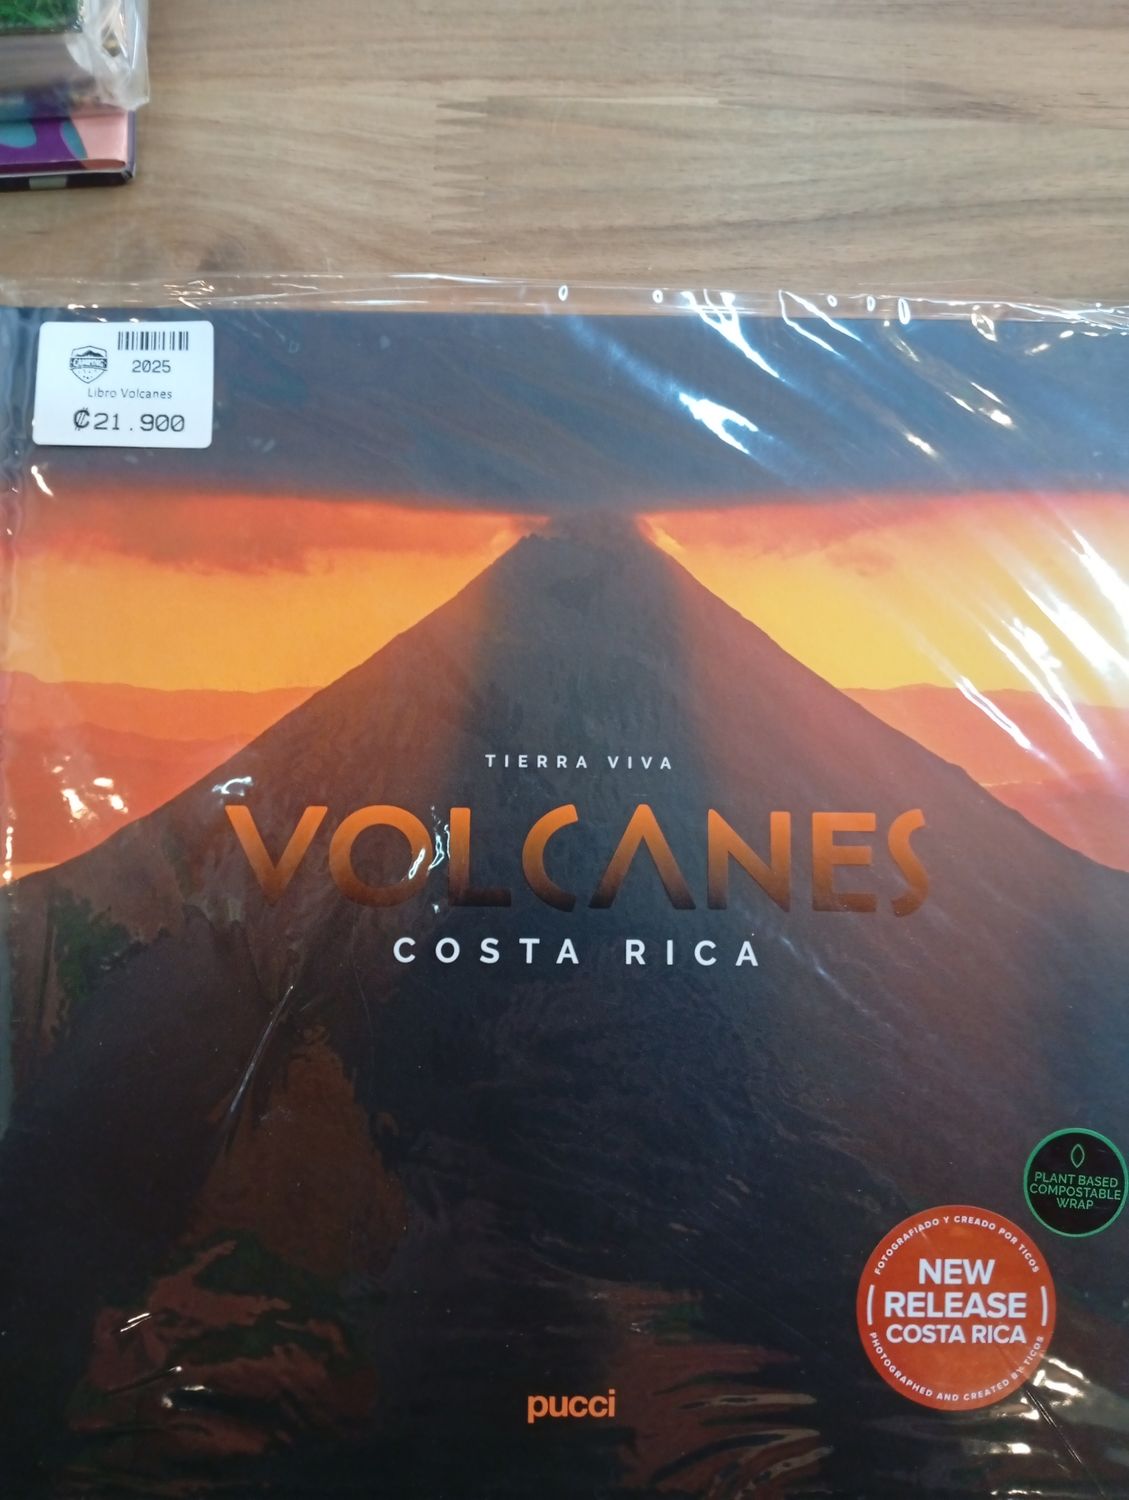 CAMPING
2025
Libro Volcanes
₡21.900
TIERRA VIVA
VOLCANES
COSTA RICA
PLANT BASED
COMPOSTABLE
WRAP
FOTOGRAFIADO Y CREADO POR TICOS
NEW
RELEASE
COSTA RICA
PHOTOGRAPHED AND CREATED BY TICOS
pucci